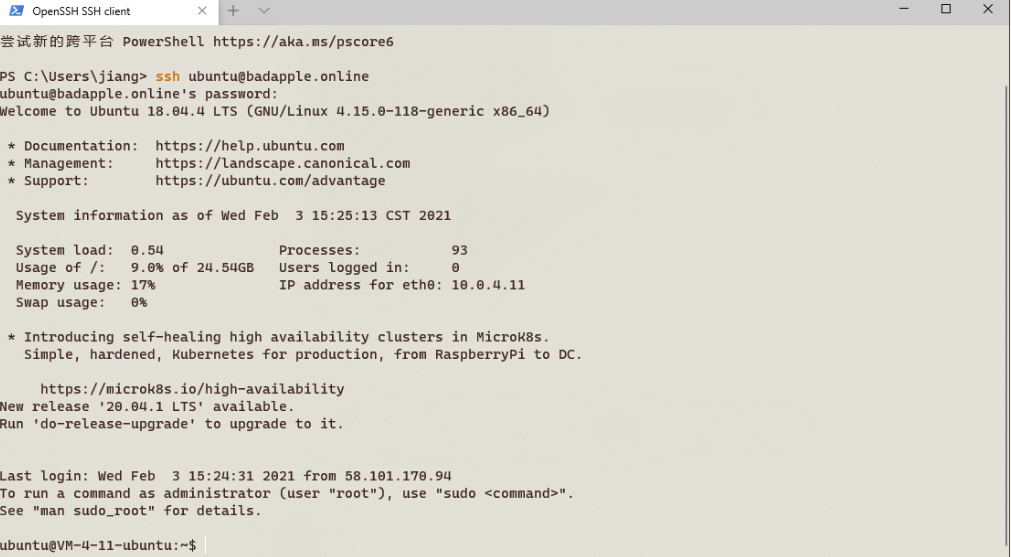 OpenSSH SSH client
尝试新的跨平台 PowerShell https://aka.ms/pscore6
PS C:\Users\jiang> ssh ubuntu@badapple.online
ubuntu@badapple.online's password:
Welcome to Ubuntu 18.04.4 LTS (GNU/Linux 4.15.0-118-generic x86_64)
* Documentation:  https://help.ubuntu.com
* Management:     https://landscape.canonical.com
* Support:        https://ubuntu.com/advantage
System information as of Wed Feb  3 15:25:13 CST 2021
System load:  0.54              Processes:           93
Usage of /:   9.0% of 24.54GB   Users logged in:     0
Memory usage: 17%               IP address for eth0: 10.0.4.11
Swap usage:   0%
* Introducing self-healing high availability clusters in MicroK8s.
Simple, hardened, Kubernetes for production, from RaspberryPi to DC.
https://microk8s.io/high-availability
New release '20.04.1 LTS' available.
Run 'do-release-upgrade' to upgrade to it.
Last login: Wed Feb  3 15:24:31 2021 from 58.101.170.94
To run a command as administrator (user "root"), use "sudo <command>".
See "man sudo_root" for details.
ubuntu@VM-4-11-ubuntu:~$